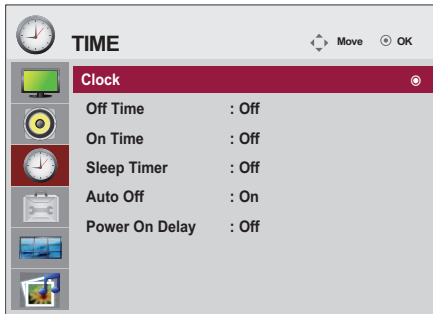 TIME Move OK
Clock
Off Time : Off
On Time : Off
Sleep Timer : Off
Auto Off : On
Power On Delay : Off